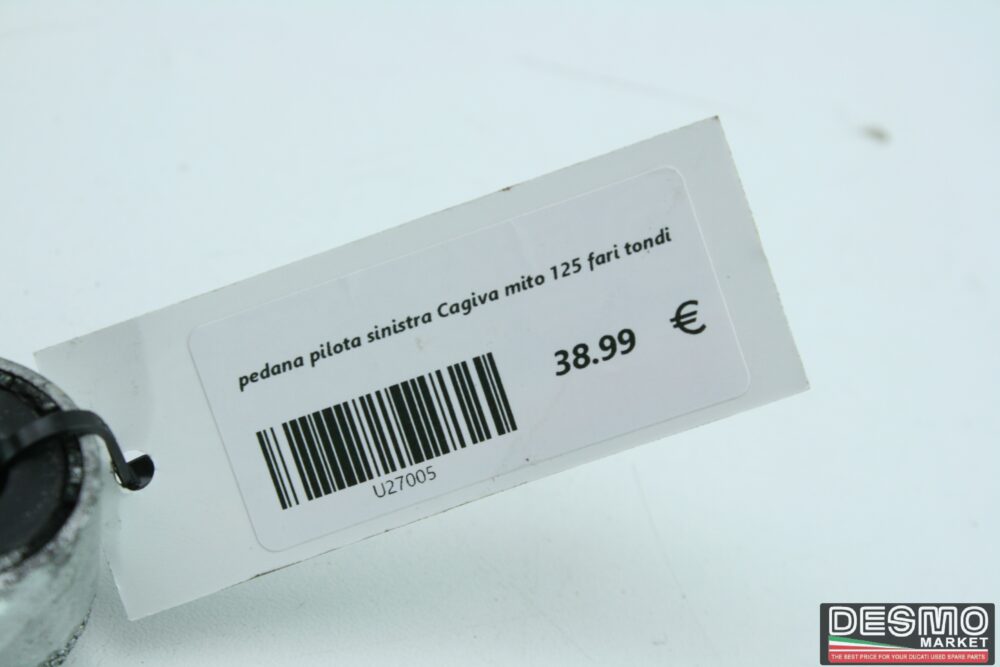 pedana pilota sinistra Cagiva mito 125 fari tondi
38.99 €
U27005
DESMO
MARKET
THE BEST PRICE FOR YOUR DUCATI USED SPARE PARTS